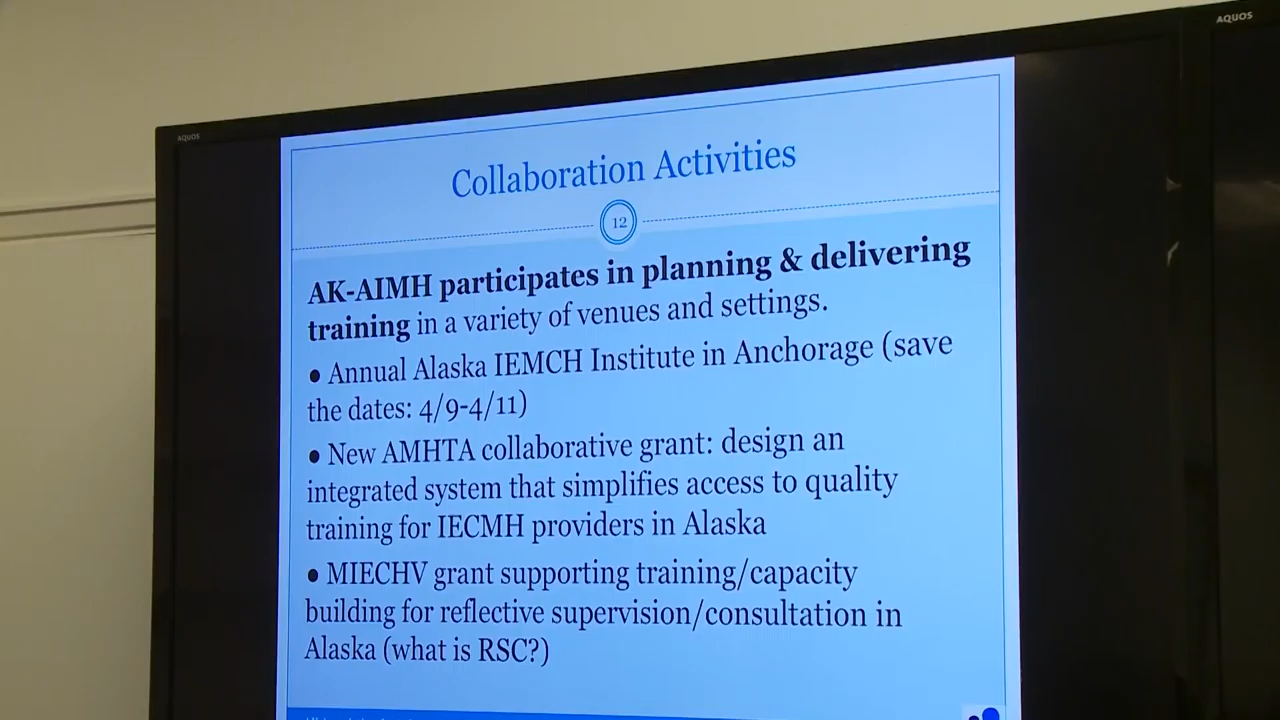 AQUOS
AQUOS
Collaboration Activities
12
AK-AIMH participates in planning & delivering
training in a variety of venues and settings.
● Annual Alaska IEMCH Institute in Anchorage (save
the dates: 4/9-4/11)
● New AMHTA collaborative grant: design an
integrated system that simplifies access to quality
training for IECMH providers in Alaska
● MIECHV grant supporting training/capacity
building for reflective supervision/consultation in
Alaska (what is RSC?)